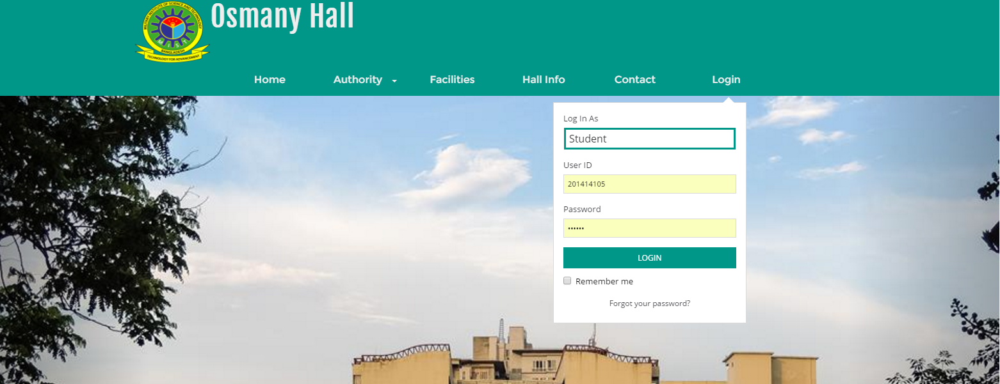 MILITARY INSTITUTE OF SCIENCE AND TECHNOLOGY
MIST
BANGLADESH
TECHNOLOGY FOR ADVANCEMENT
Osmany Hall
Home
Authority
Facilities
Hall Info
Contact
Login
Log In As
Student
User ID
201414105
Password
••••••
LOGIN
Remember me
Forgot your password?